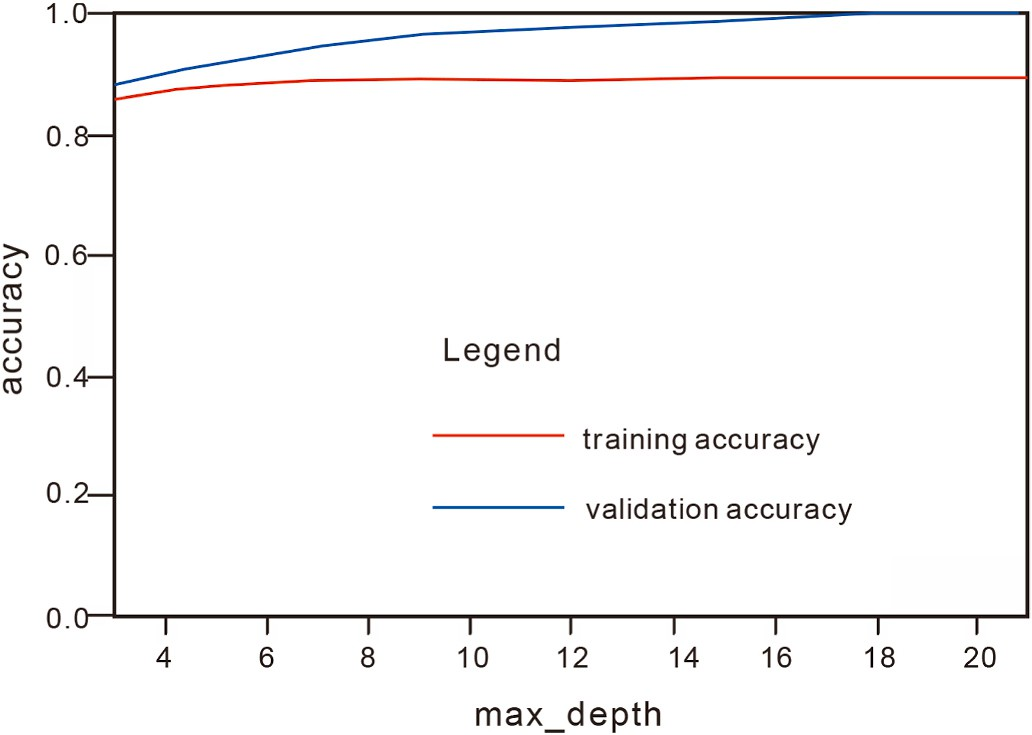 1.0
0.8
0.6
0.4
0.2
0.0
accuracy
Legend
training accuracy
validation accuracy
4 6 8 10 12 14 16 18 20
max_depth